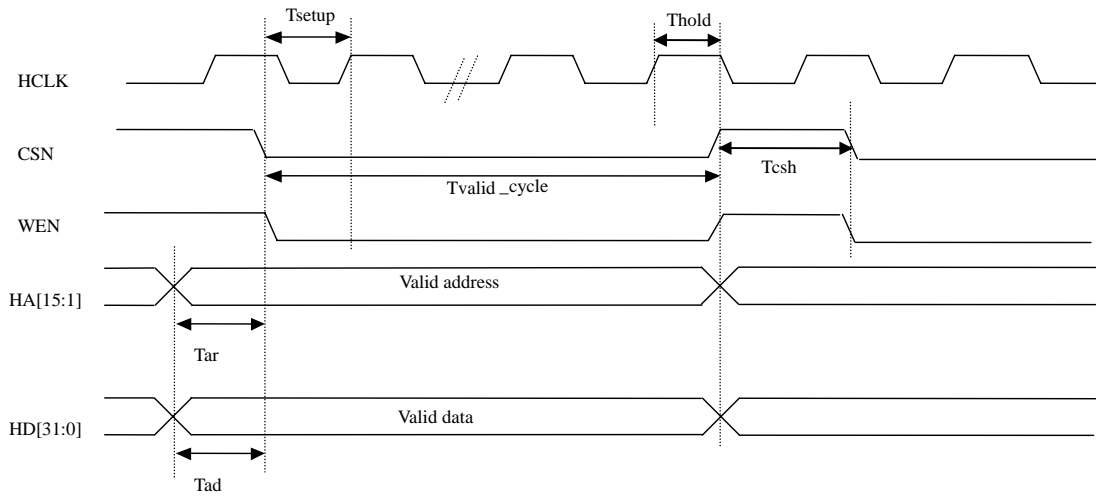 Tsetup
Thold
HCLK
CSN
Tcsh
Tvalid _cycle
WEN
Valid address
HA[15:1]
Tar
Valid data
HD[31:0]
Tad